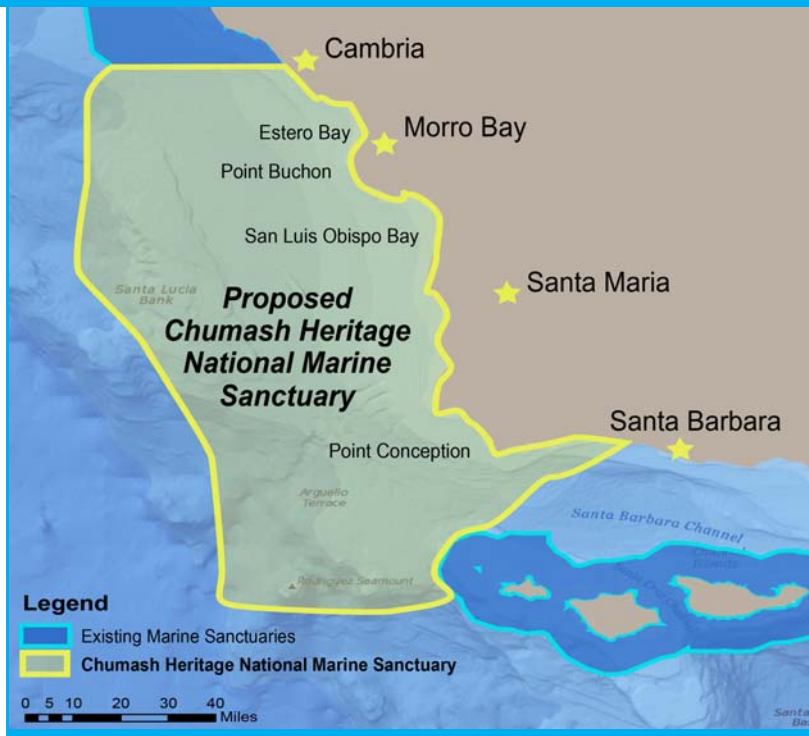 Cambria
Estero Bay
Morro Bay
Point Buchon
San Luis Obispo Bay
Santa Lucia
Bank
Santa Maria
Proposed
Chumash Heritage
National Marine
Sanctuary
Santa Barbara
Point Conception
Arguello
Terrace
Santa Barbara Channel
Rodriguez Seamount
Legend
Existing Marine Sanctuaries
Chumash Heritage National Marine Sanctuary
0 5 10 20 30 40
Miles